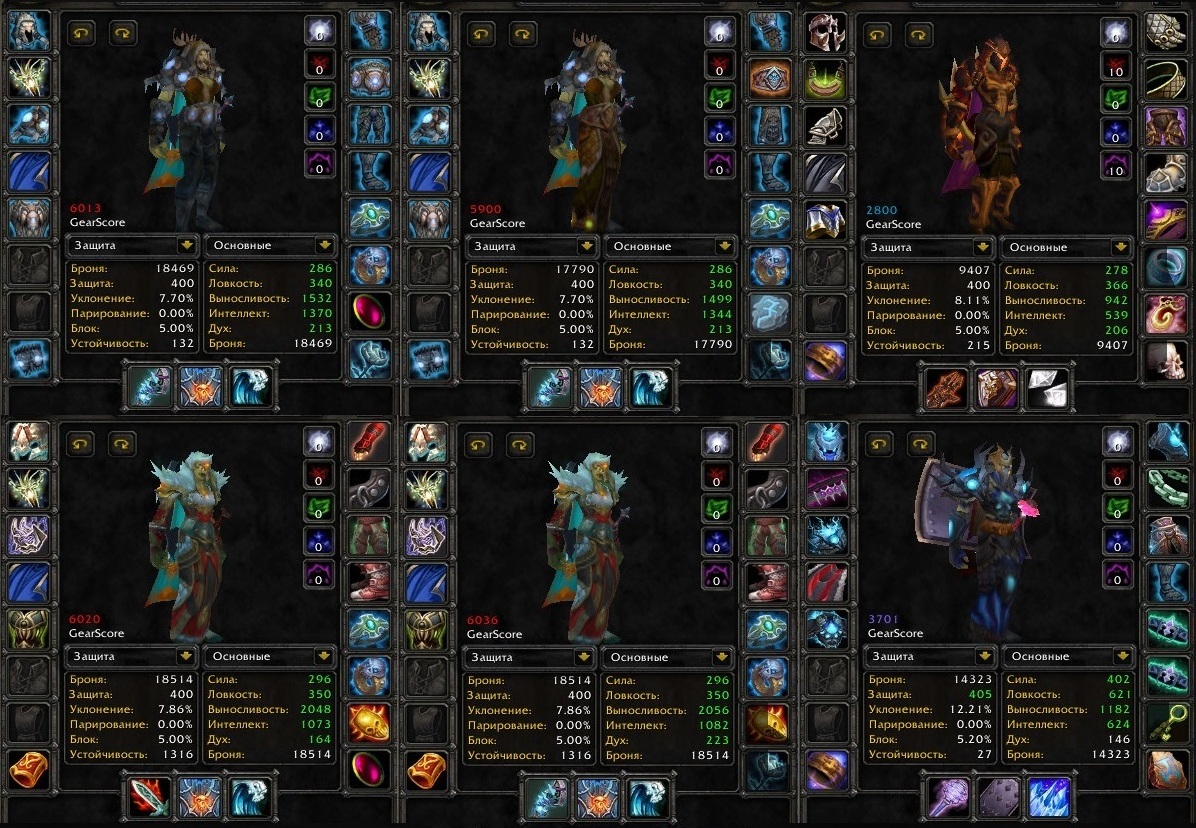 0
0
0
0
0
6013
GearScore
Защита
Основные
Броня: 18469
Защита: 400
Уклонение: 7.70%
Парирование: 0.00%
Блок: 5.00%
Устойчивость: 132
Сила: 286
Ловкость: 340
Выносливость: 1532
Интеллект: 1370
Дух: 213
Броня: 18469
0
0
0
0
0
5900
GearScore
Защита
Основные
Броня: 17790
Защита: 400
Уклонение: 7.70%
Парирование: 0.00%
Блок: 5.00%
Устойчивость: 132
Сила: 286
Ловкость: 340
Выносливость: 1499
Интеллект: 1344
Дух: 213
Броня: 17790
0
10
0
0
10
2800
GearScore
Защита
Основные
Броня: 9407
Защита: 400
Уклонение: 8.11%
Парирование: 0.00%
Блок: 5.00%
Устойчивость: 215
Сила: 278
Ловкость: 366
Выносливость: 942
Интеллект: 539
Дух: 206
Броня: 9407
0
0
0
0
0
6020
GearScore
Защита
Основные
Броня: 18514
Защита: 400
Уклонение: 7.86%
Парирование: 0.00%
Блок: 5.00%
Устойчивость: 1316
Сила: 296
Ловкость: 350
Выносливость: 2048
Интеллект: 1073
Дух: 164
Броня: 18514
0
0
0
0
0
6036
GearScore
Защита
Основные
Броня: 18514
Защита: 400
Уклонение: 7.86%
Парирование: 0.00%
Блок: 5.00%
Устойчивость: 1316
Сила: 296
Ловкость: 350
Выносливость: 2056
Интеллект: 1082
Дух: 223
Броня: 18514
0
0
0
0
0
3701
GearScore
Защита
Основные
Броня: 14323
Защита: 405
Уклонение: 12.21%
Парирование: 0.00%
Блок: 5.20%
Устойчивость: 27
Сила: 402
Ловкость: 621
Выносливость: 1182
Интеллект: 624
Дух: 146
Броня: 14323